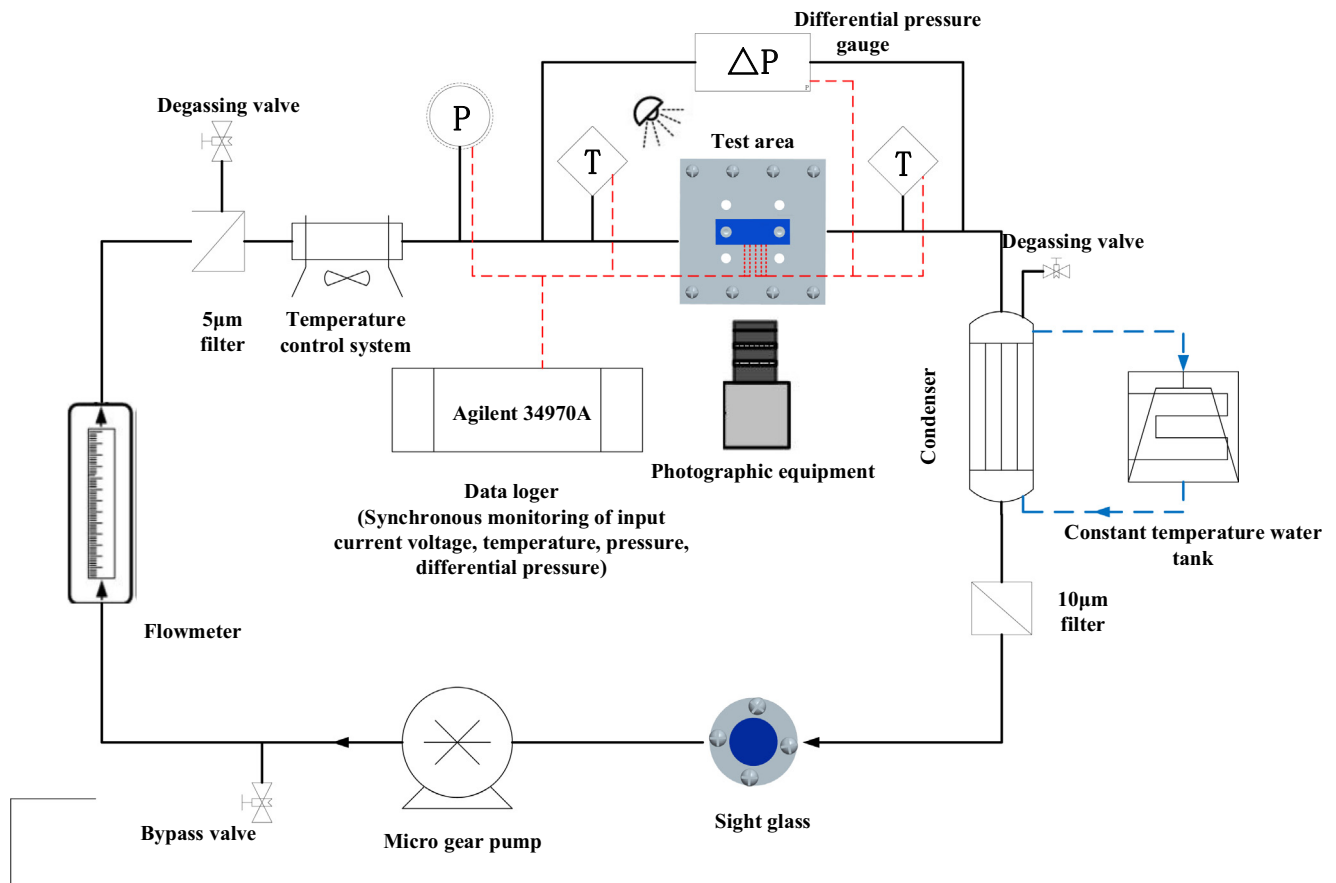 Differential pressure
gauge
△P
P
Degassing valve
P
T
Test area
T
Degassing valve
5μm
filter
Temperature
control system
Agilent 34970A
Condenser
Photographic equipment
Data loger
(Synchronous monitoring of input
current voltage, temperature, pressure,
differential pressure)
Constant temperature water
tank
10μm
filter
Flowmeter
Bypass valve
Micro gear pump
Sight glass